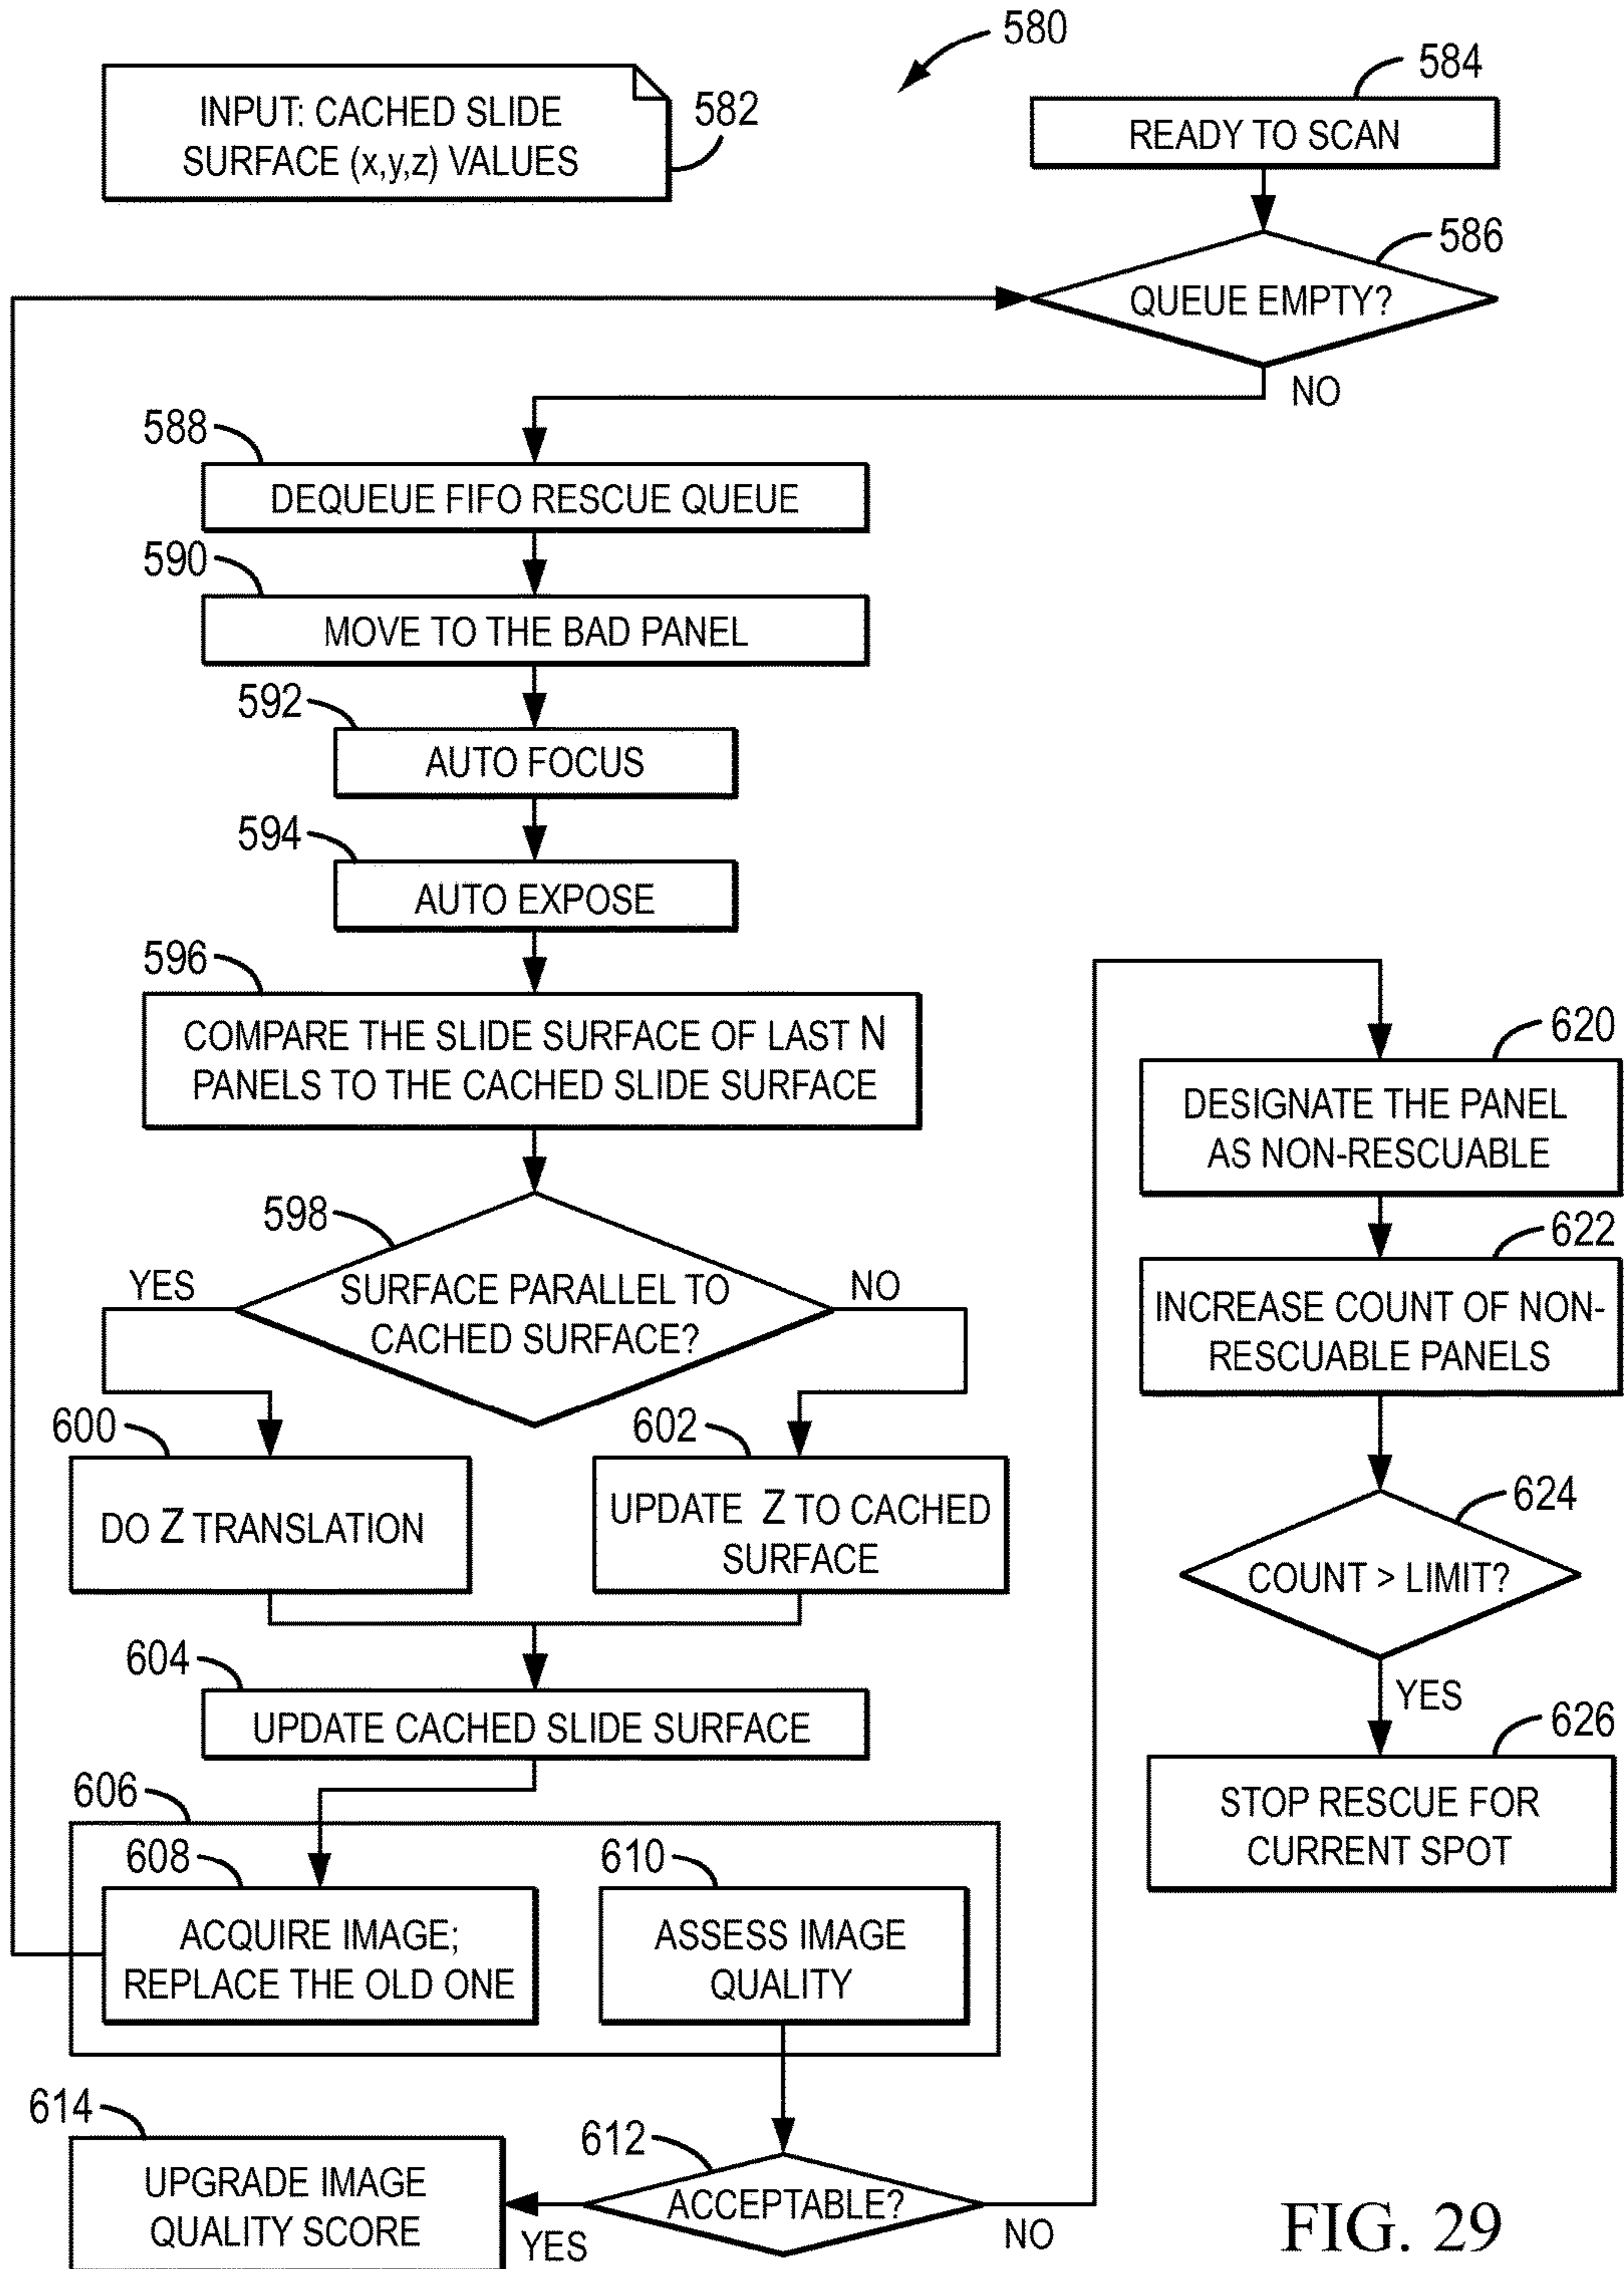 580
INPUT: CACHED SLIDE
SURFACE (x,y,z) VALUES
582
584
READY TO SCAN
586
QUEUE EMPTY?
NO
588
DEQUEUE FIFO RESCUE QUEUE
590
MOVE TO THE BAD PANEL
592
AUTO FOCUS
594
AUTO EXPOSE
596
COMPARE THE SLIDE SURFACE OF LAST N
PANELS TO THE CACHED SLIDE SURFACE
598
SURFACE PARALLEL TO
CACHED SURFACE?
YES
NO
600
DO Z TRANSLATION
602
UPDATE Z TO CACHED
SURFACE
604
UPDATE CACHED SLIDE SURFACE
606
608
ACQUIRE IMAGE;
REPLACE THE OLD ONE
610
ASSESS IMAGE
QUALITY
612
ACCEPTABLE?
YES
NO
614
UPGRADE IMAGE
QUALITY SCORE
620
DESIGNATE THE PANEL
AS NON-RESCUABLE
622
INCREASE COUNT OF NON-
RESCUABLE PANELS
624
COUNT > LIMIT?
YES
626
STOP RESCUE FOR
CURRENT SPOT
FIG. 29